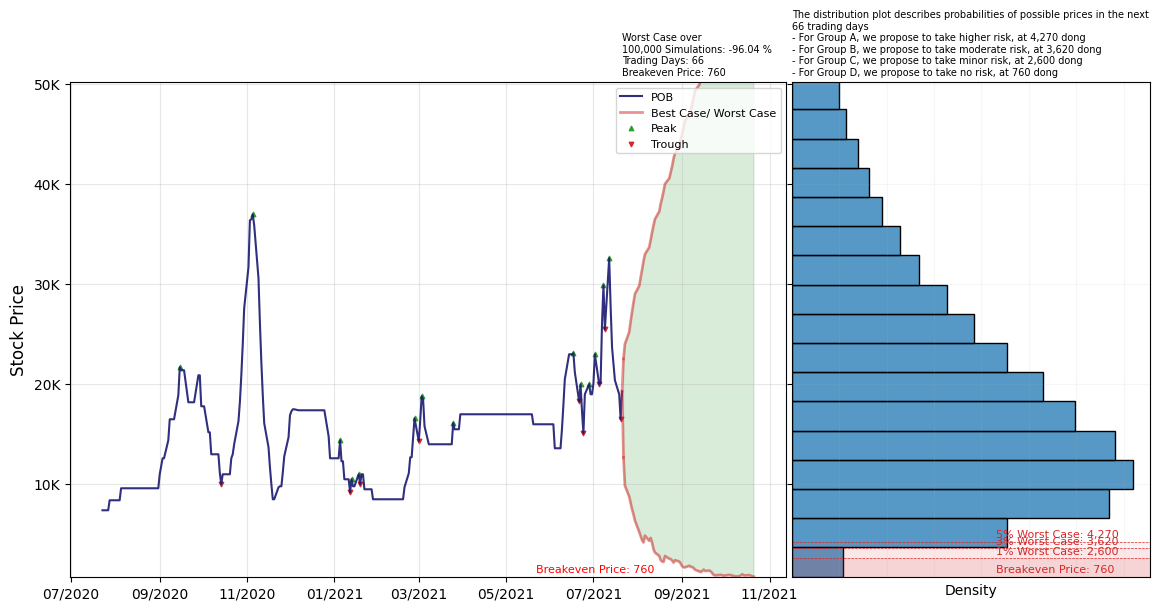 The distribution plot describes probabilities of possible prices in the next
66 trading days
- For Group A, we propose to take higher risk, at 4,270 dong
- For Group B, we propose to take moderate risk, at 3,620 dong
- For Group C, we propose to take minor risk, at 2,600 dong
- For Group D, we propose to take no risk, at 760 dong
Worst Case over
100,000 Simulations: -96.04 %
Trading Days: 66
Breakeven Price: 760
POB
Best Case/ Worst Case
Peak
Trough
Stock Price
50K
40K
30K
20K
10K
Breakeven Price: 760
07/2020 09/2020 11/2020 01/2021 03/2021 05/2021 07/2021 09/2021 11/2021
5% Worst Case: 4,270
3% Worst Case: 3,620
1% Worst Case: 2,600
Breakeven Price: 760
Density